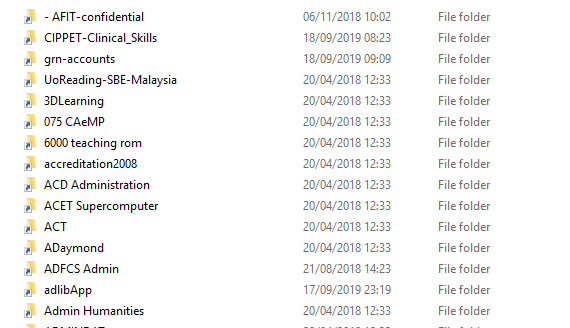 - AFIT-confidential 06/11/2018 10:02 File folder
CIPPET-Clinical_Skills 18/09/2019 08:23 File folder
grn-accounts 18/09/2019 09:09 File folder
UoReading-SBE-Malaysia 20/04/2018 12:33 File folder
3DLearning 20/04/2018 12:33 File folder
075 CAeMP 20/04/2018 12:33 File folder
6000 teaching rom 20/04/2018 12:33 File folder
accreditation2008 20/04/2018 12:33 File folder
ACD Administration 20/04/2018 12:33 File folder
ACET Supercomputer 20/04/2018 12:33 File folder
ACT 20/04/2018 12:33 File folder
ADaymond 20/04/2018 12:33 File folder
ADFCS Admin 21/08/2018 14:23 File folder
adlibApp 17/09/2019 23:19 File folder
Admin Humanities 20/04/2018 12:33 File folder